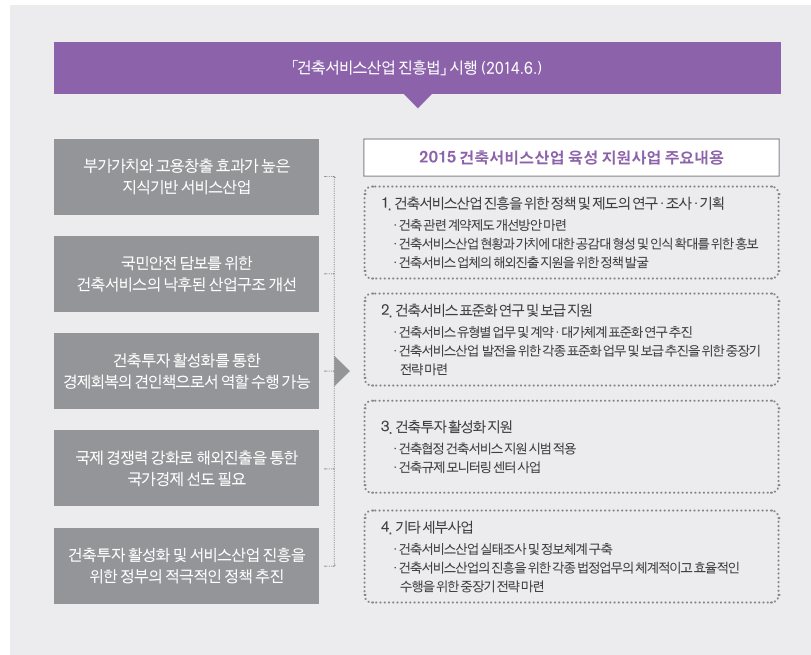 「건축서비스산업 진흥법」 시행 (2014.6.)
부가가치와 고용창출 효과가 높은
지식기반 서비스산업
국민안전 담보를 위한
건축서비스의 낙후된 산업구조 개선
건축투자 활성화를 통한
경제회복의 견인책으로서 역할 수행 가능
국제 경쟁력 강화로 해외진출을 통한
국가경제 선도 필요
건축투자 활성화 및 서비스산업 진흥을
위한 정부의 적극적인 정책 추진
2015 건축서비스산업 육성 지원사업 주요내용
1. 건축서비스산업 진흥을 위한 정책 및 제도의 연구 · 조사 · 기획
· 건축 관련 계약제도 개선방안 마련
· 건축서비스산업 현황과 가치에 대한 공감대 형성 및 인식 확대를 위한 홍보
· 건축서비스 업체의 해외진출 지원을 위한 정책 발굴
2. 건축서비스 표준화 연구 및 보급 지원
· 건축서비스 유형별 업무 및 계약 · 대가체계 표준화 연구 추진
· 건축서비스산업 발전을 위한 각종 표준화 업무 및 보급 추진을 위한 중장기
전략 마련
3. 건축투자 활성화 지원
· 건축협정 건축서비스 지원 시범 적용
· 건축규제 모니터링 센터 사업
4. 기타 세부사업
· 건축서비스산업 실태조사 및 정보체계 구축
· 건축서비스산업의 진흥을 위한 각종 법정업무의 체계적이고 효율적인
수행을 위한 중장기 전략 마련